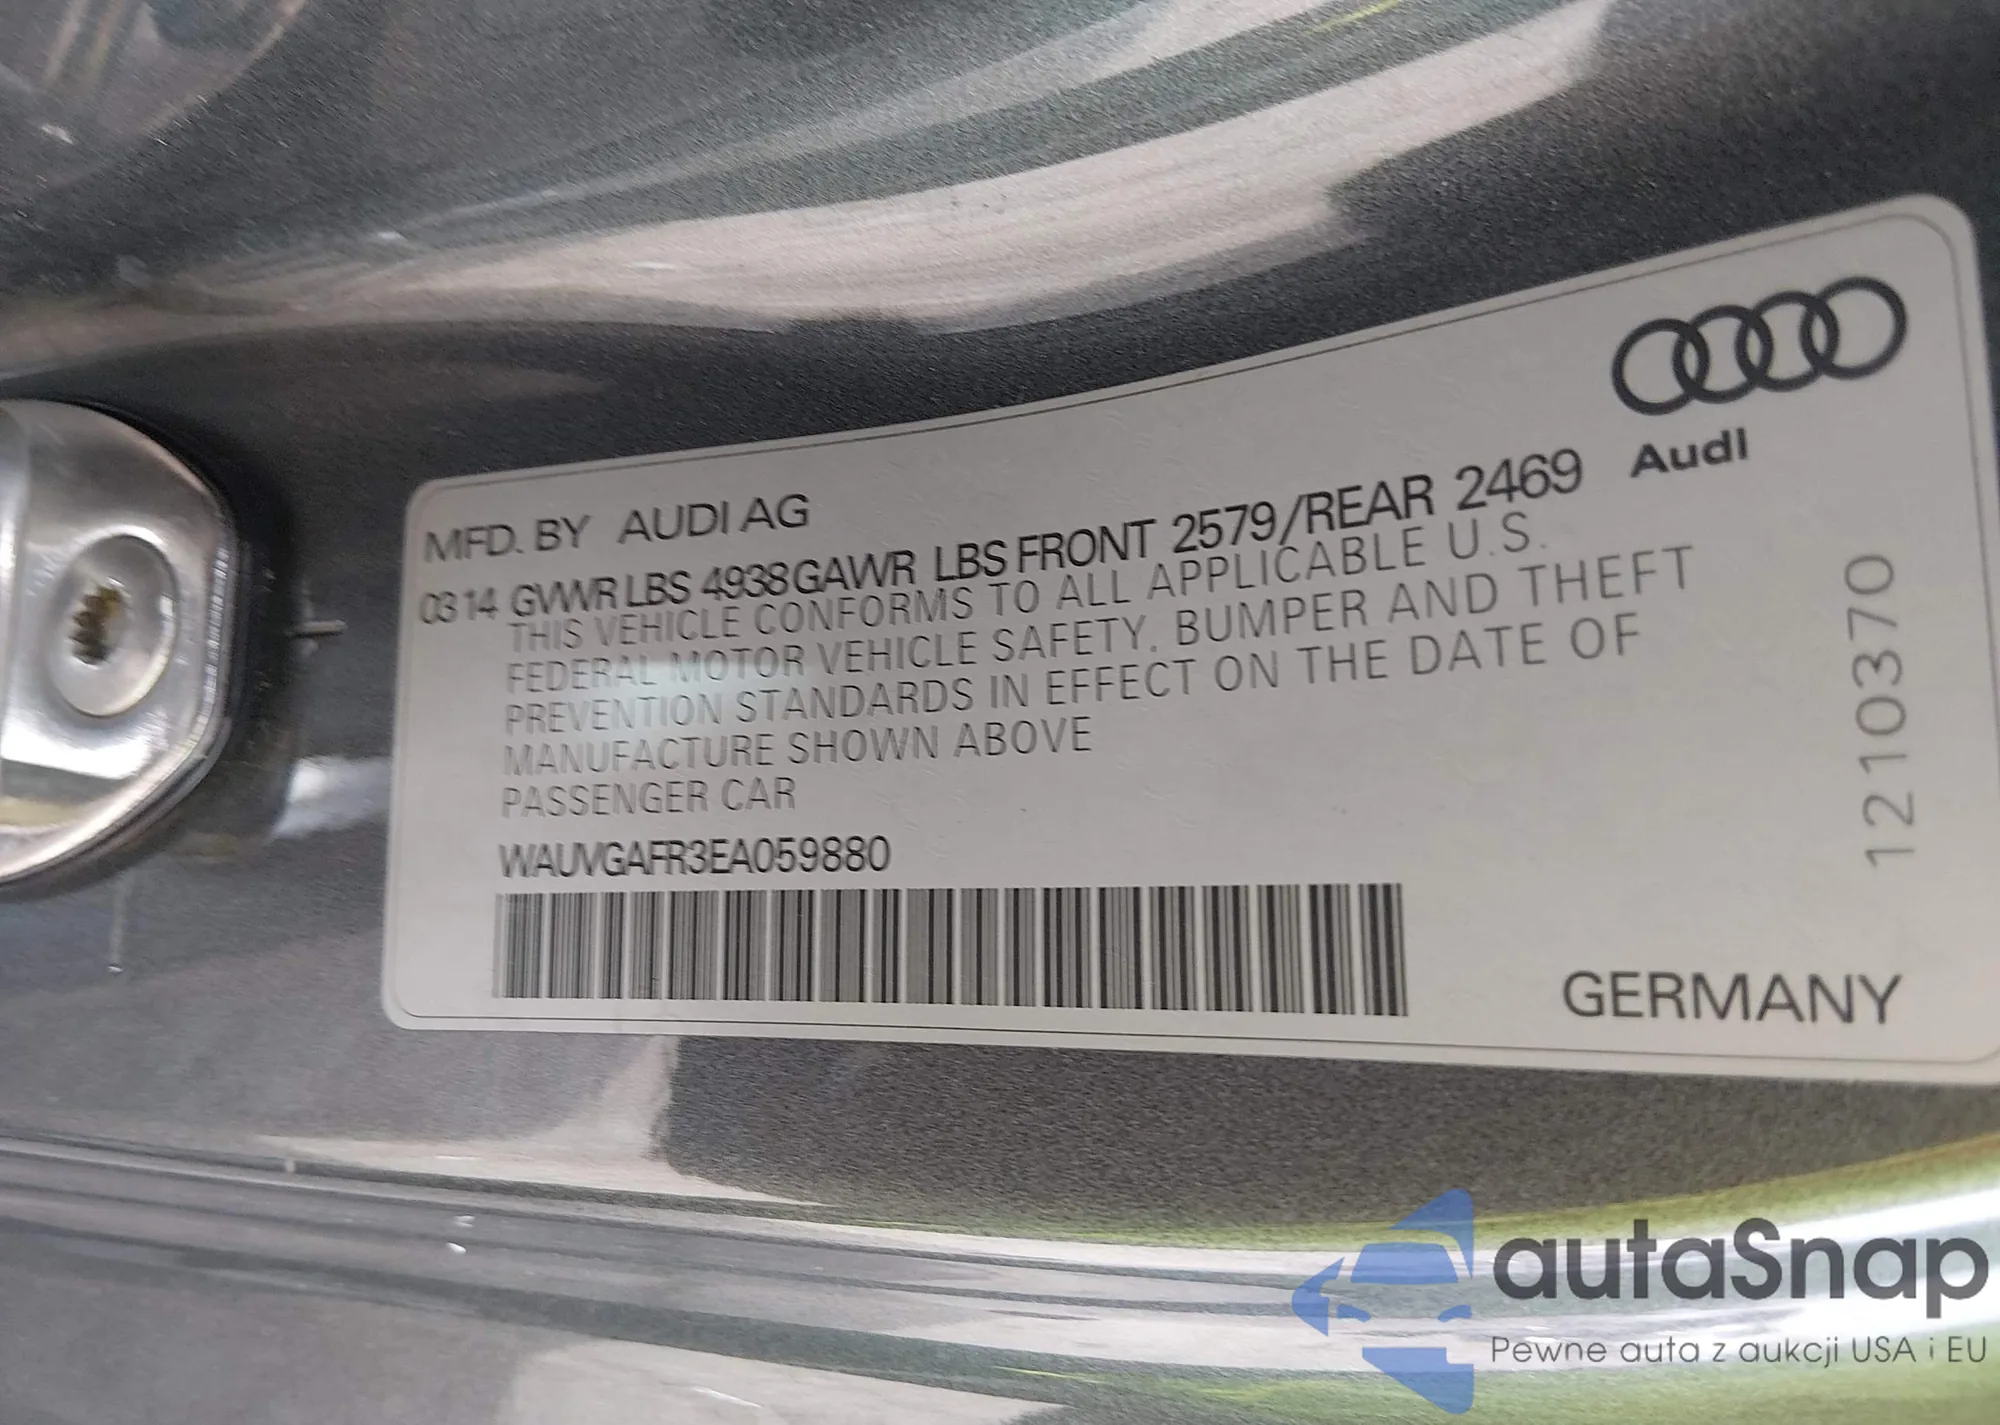 MFD. BY AUDI AG
0314 GVWR LBS 4938 GAWR LBS FRONT 2579/REAR 2469
THIS VEHICLE CONFORMS TO ALL APPLICABLE U.S.
FEDERAL MOTOR VEHICLE SAFETY, BUMPER AND THEFT
PREVENTION STANDARDS IN EFFECT ON THE DATE OF
MANUFACTURE SHOWN ABOVE
PASSENGER CAR
WAUVGAFR3EA059880
Audi
1210370
GERMANY
autaSnap
Pewne auta z aukcji USA i EU